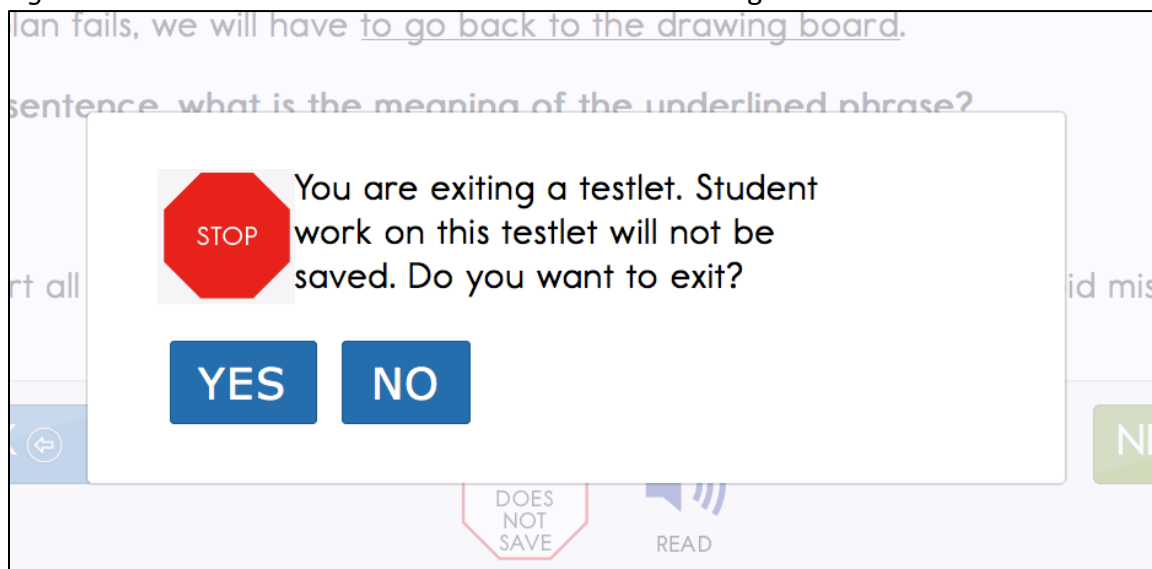 lan fails, we will have to go back to the drawing board.
sentence, what is the meaning of the underlined phrase?
STOP
You are exiting a testlet. Student
work on this testlet will not be
saved. Do you want to exit?
rt all
id mis
YES NO
DOES
NOT
SAVE
READ